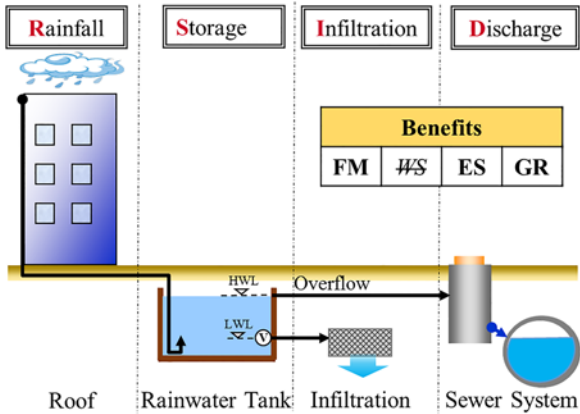 Rainfall
Storage
Infiltration
Discharge
Benefits
FM WS ES GR
HWL
Overflow
LWL
V
Roof
Rainwater Tank
Infiltration
Sewer System